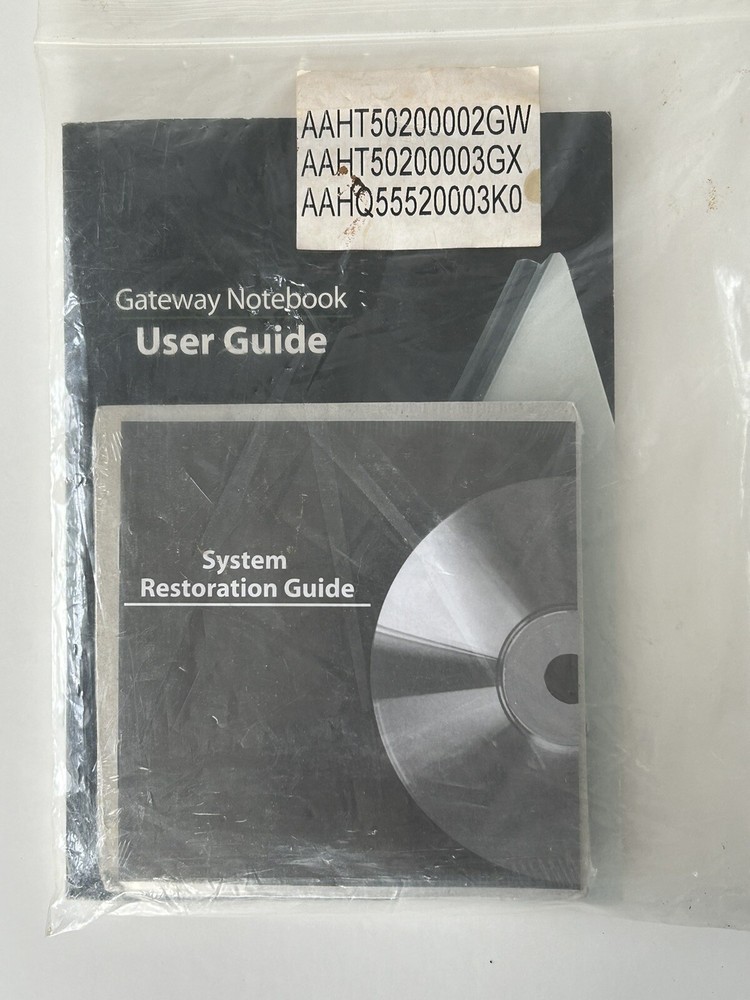 AAHT50200002GW
AAHT50200003GX
AAHQ55520003K0
Gateway Notebook
User Guide
System
Restoration Guide